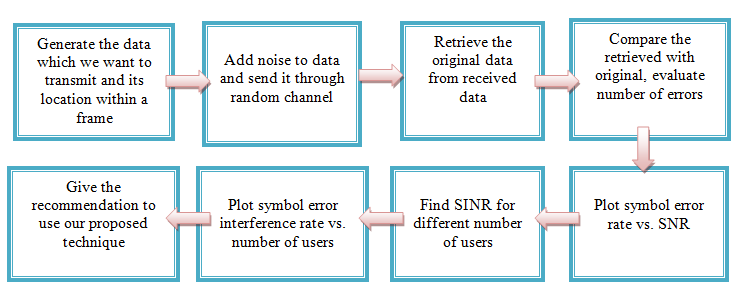 Generate the data
which we want to
transmit and its
location within a
frame
Add noise to data
and send it through
random channel
Retrieve the
original data
from received
data
Compare the
retrieved with
original, evaluate
number of errors
Plot symbol error
rate vs. SNR
Find SINR for
different number
of users
Plot symbol error
interference rate vs.
number of users
Give the
recommendation to
use our proposed
technique